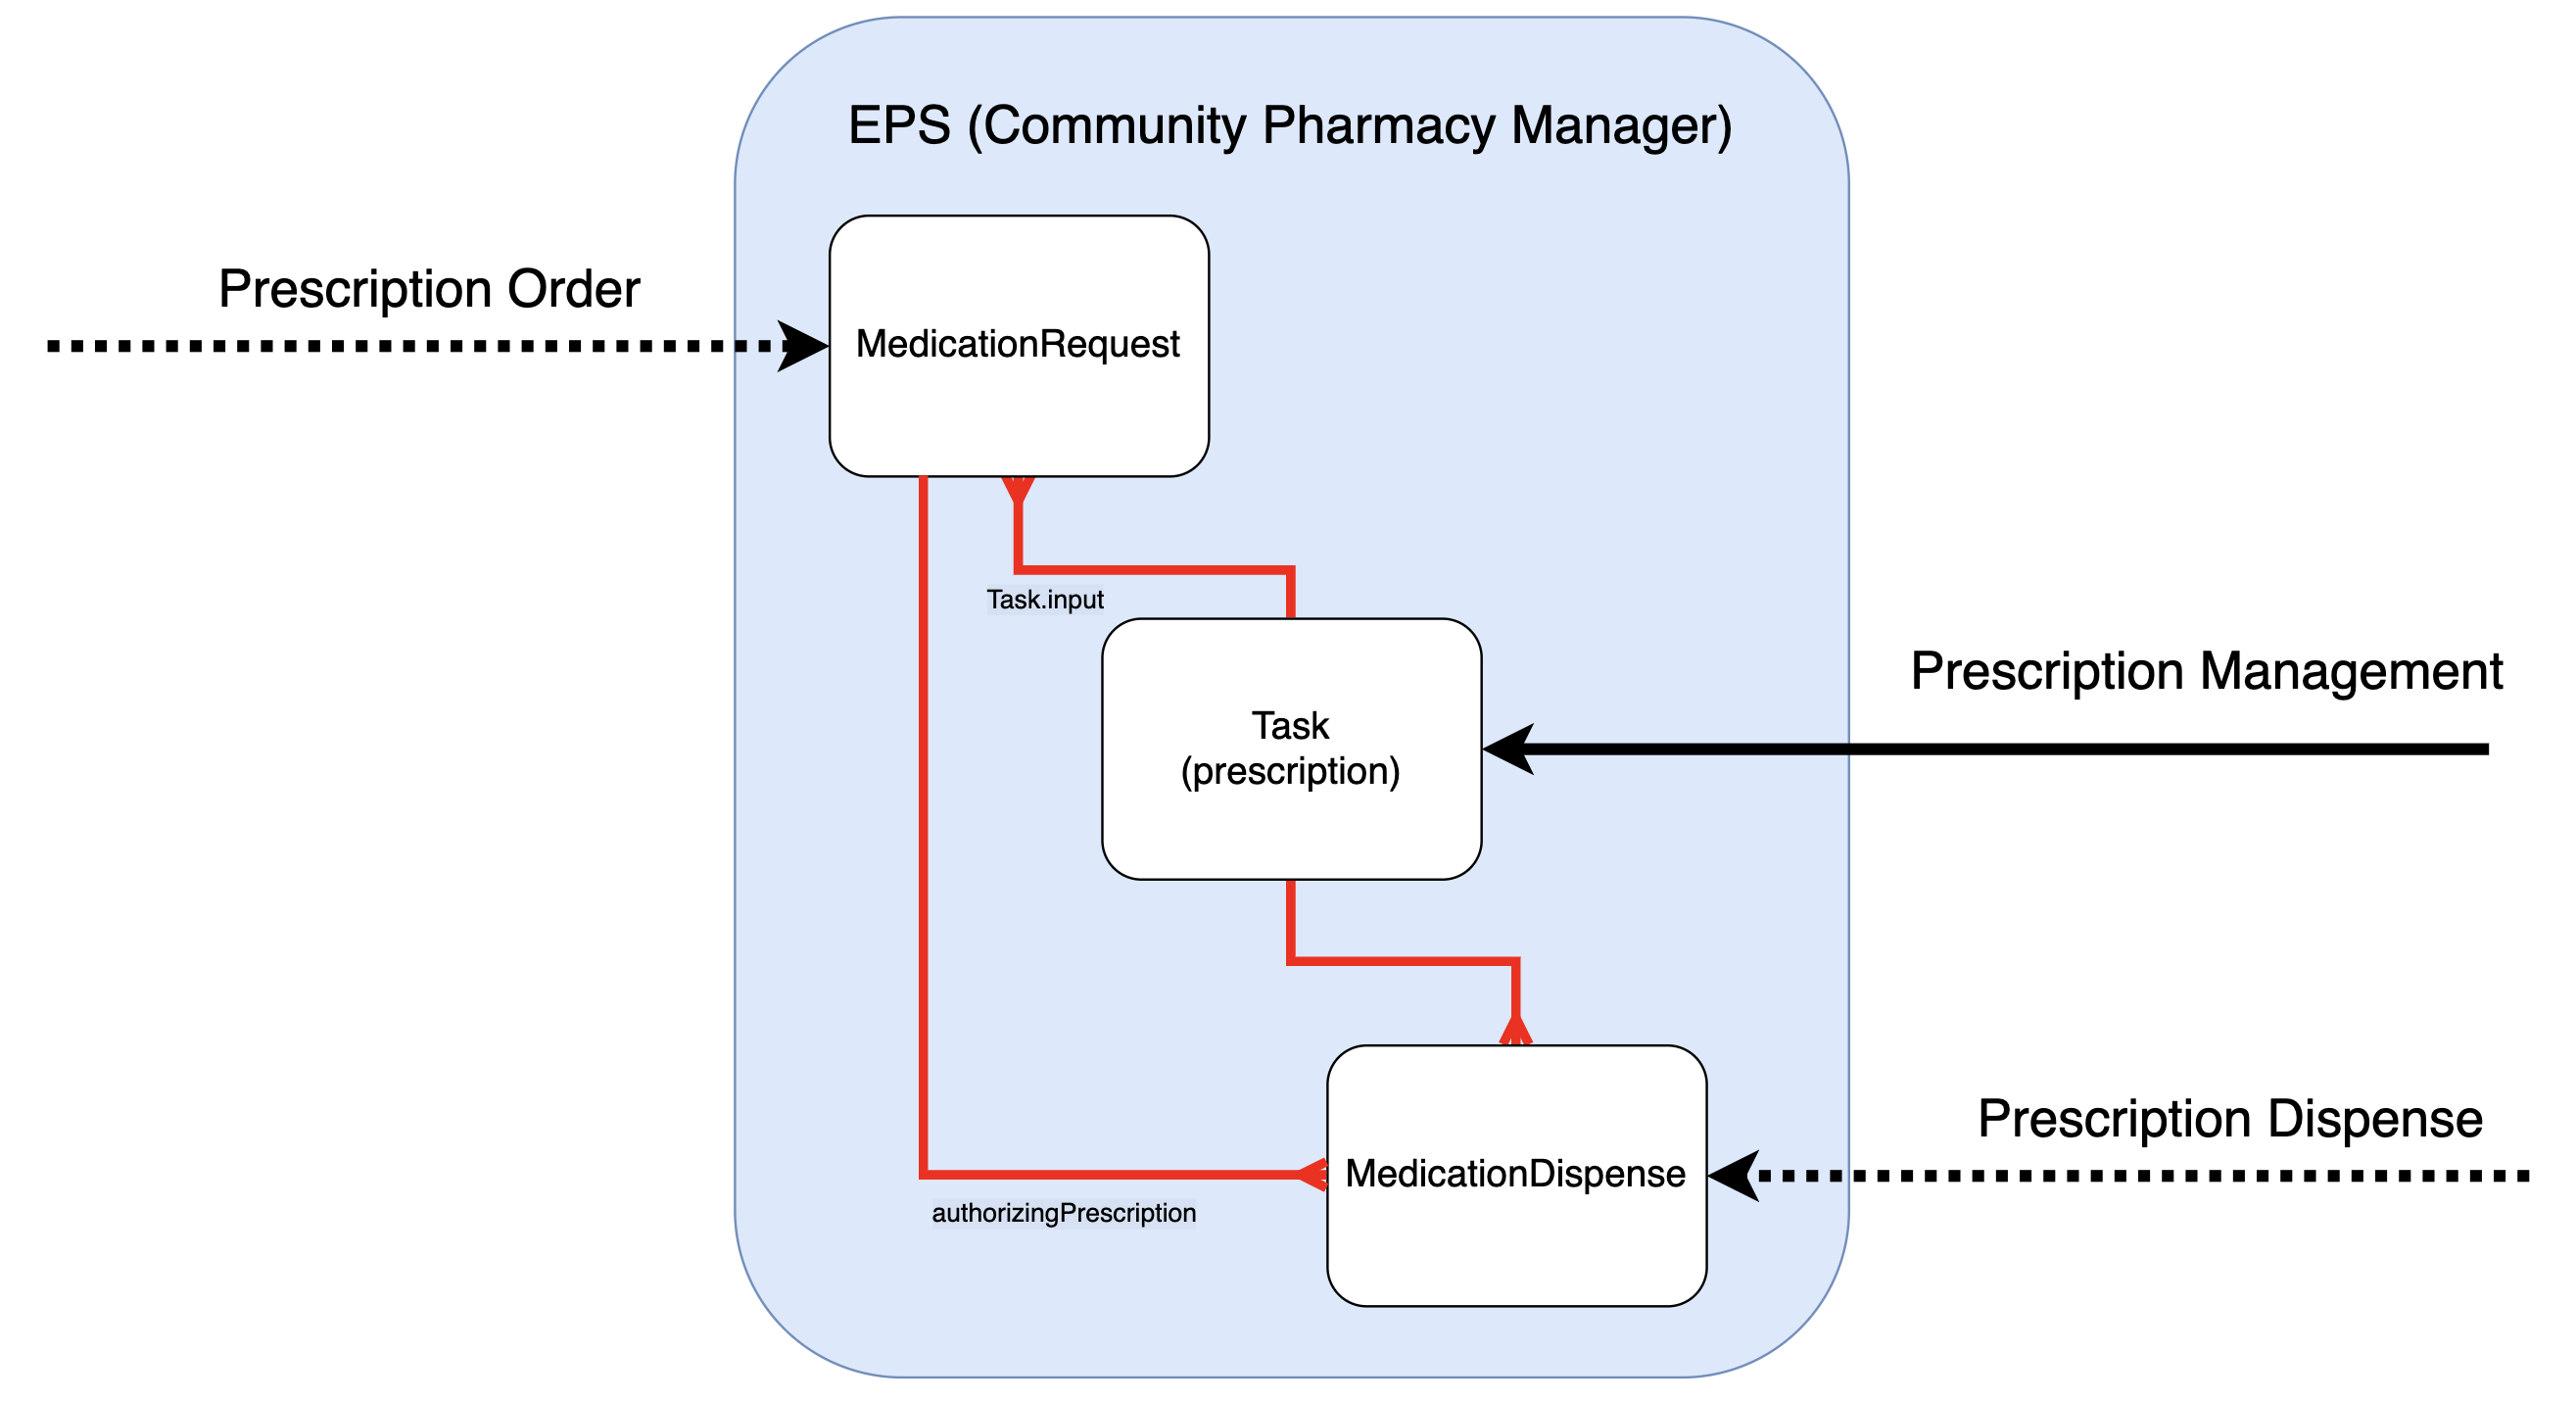 EPS (Community Pharmacy Manager)
Prescription Order
MedicationRequest
Task.input
Prescription Management
Task
(prescription)
Prescription Dispense
MedicationDispense
authorizingPrescription